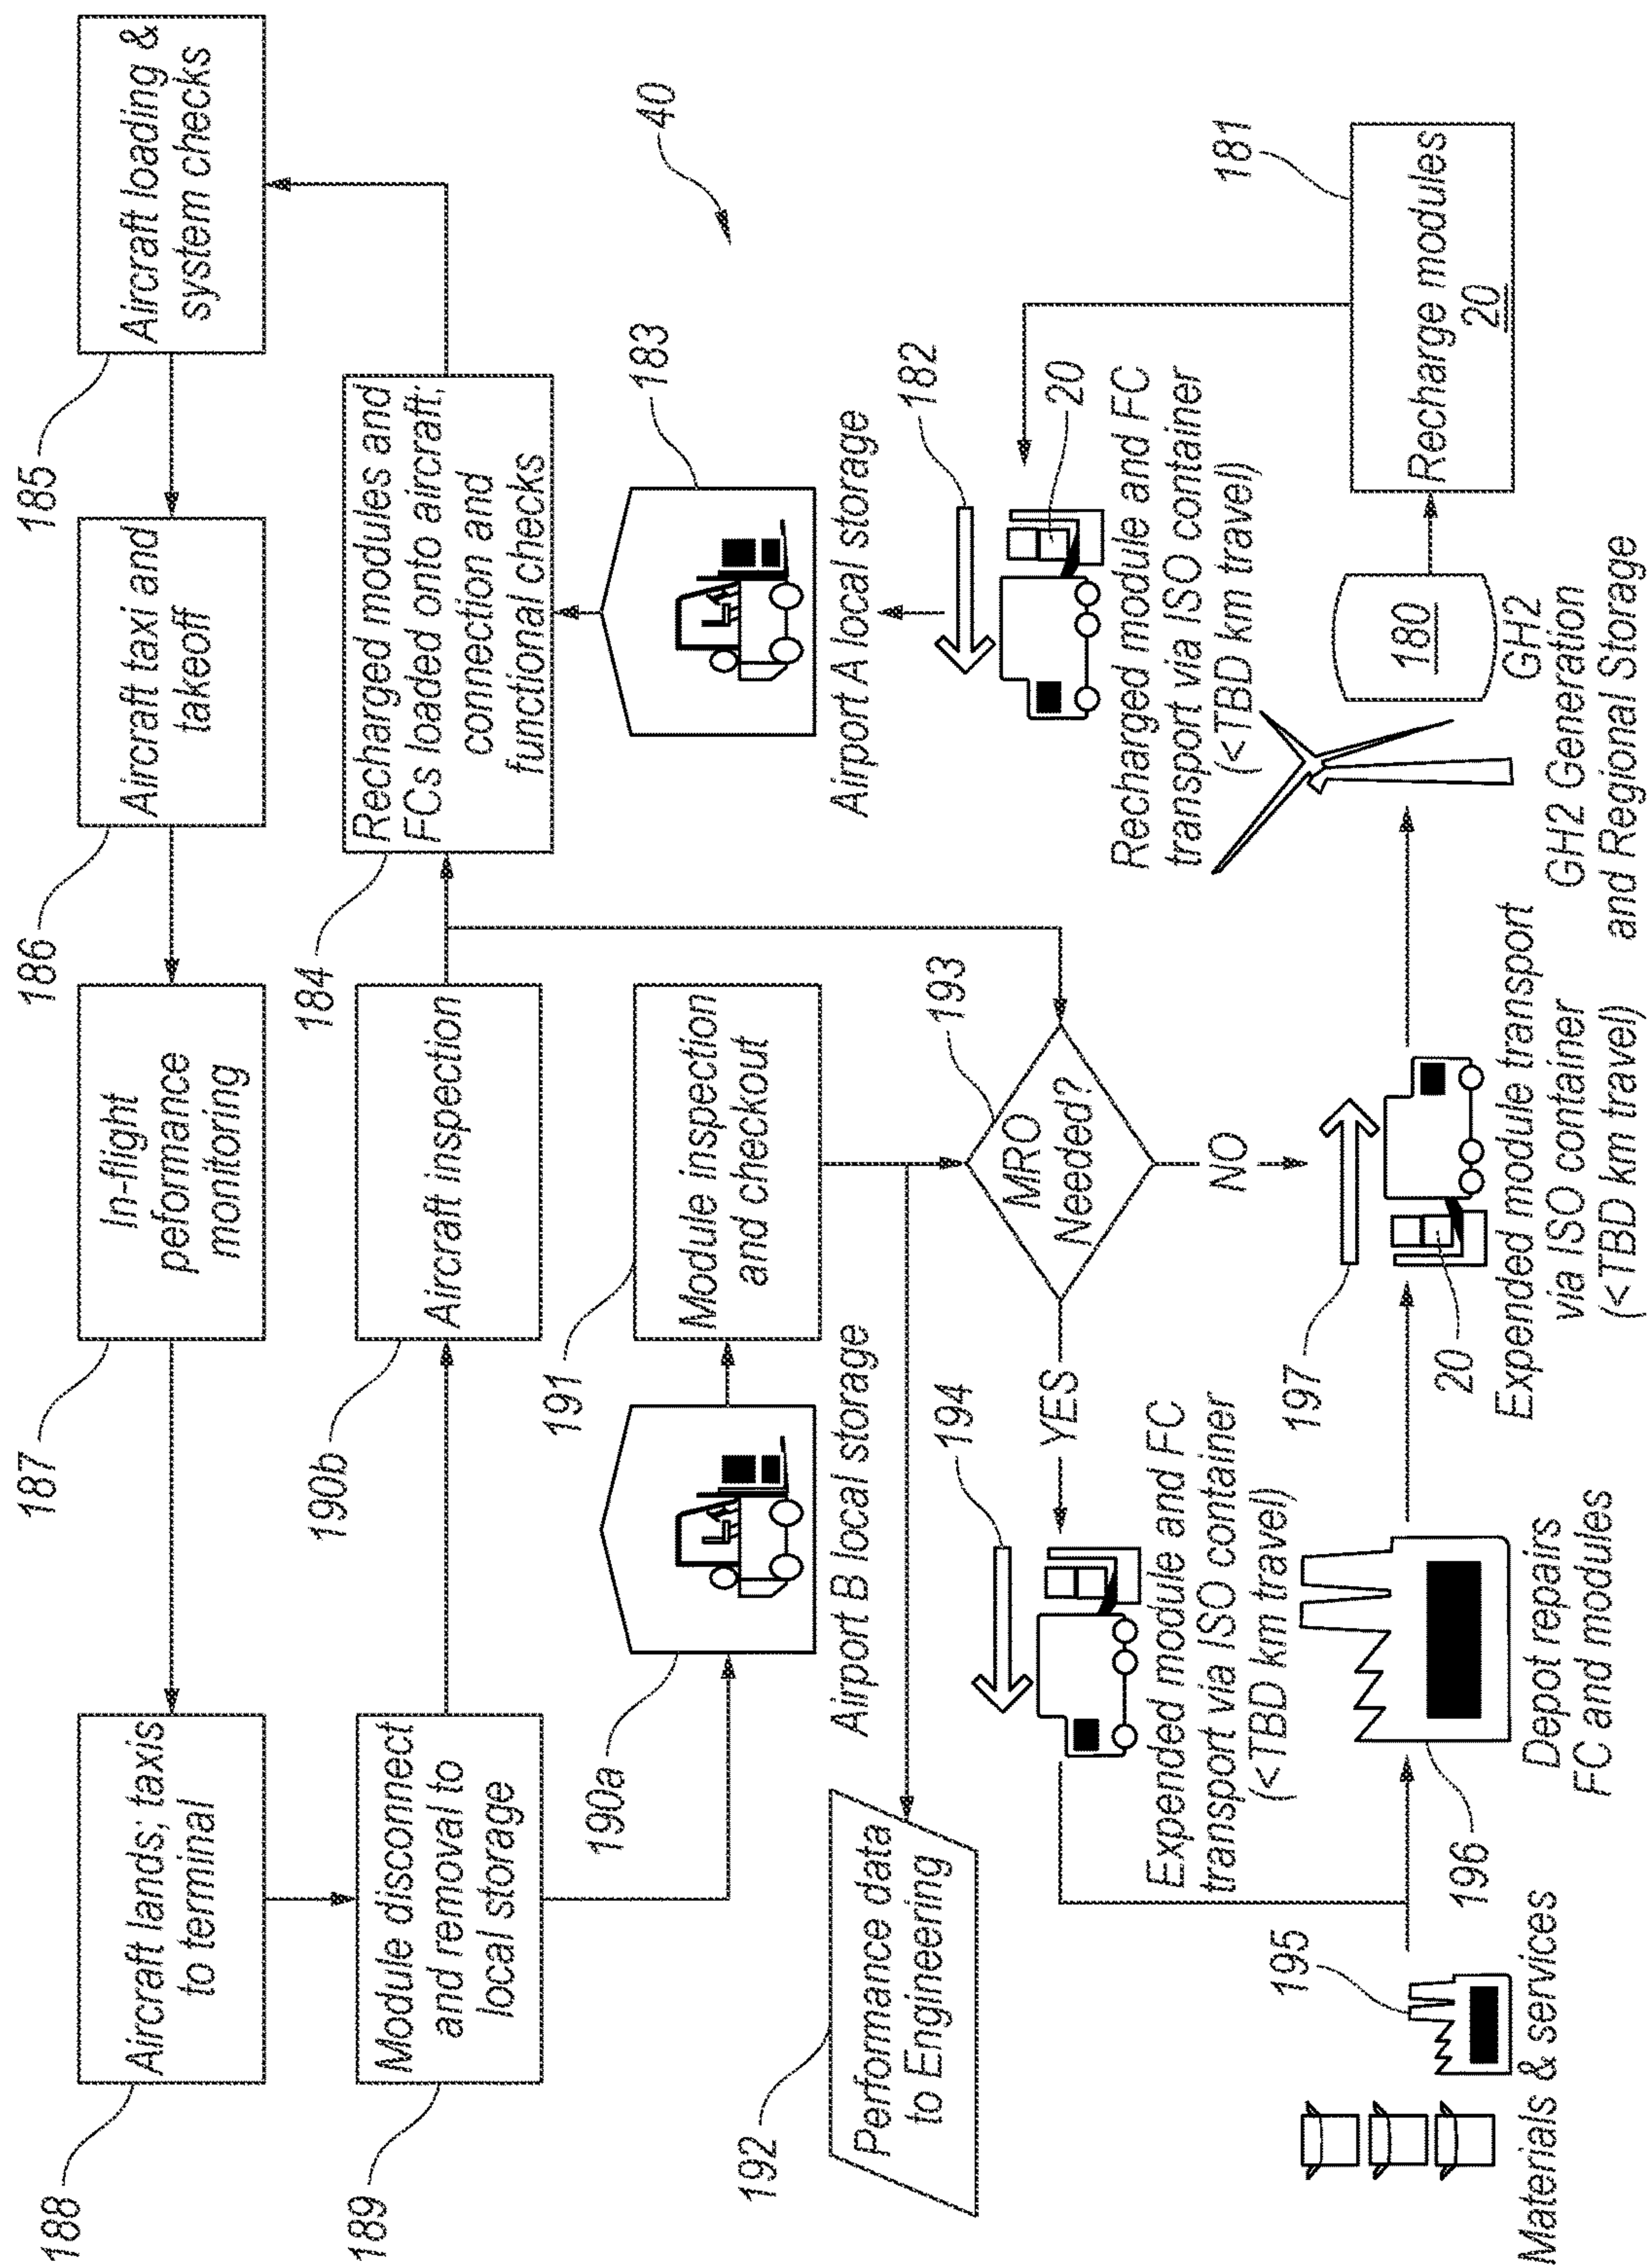 188
187
186
185
Aircraft lands; taxis
to terminal
In-flight
peformance
monitoring
Aircraft taxi and
takeoff
Aircraft loading &
system checks
189
190b
184
Module disconnect
and removal to
local storage
Aircraft inspection
Recharged modules and
FCs loaded onto aircraft;
connection and
functional checks
190a
191
183
40
Module inspection
and checkout
Airport B local storage
Airport A local storage
192
Performance data
to Engineering
194
193
182
MRO
Needed?
YES
NO
20
Expended module and FC
transport via ISO container
(<TBD km travel)
Recharged module and FC
transport via ISO container
(<TBD km travel)
181
195
196
197
20
180
Recharge modules
20
Materials & services
Depot repairs
FC and modules
Expended module transport
via ISO container
(<TBD km travel)
GH2
GH2 Generation
and Regional Storage